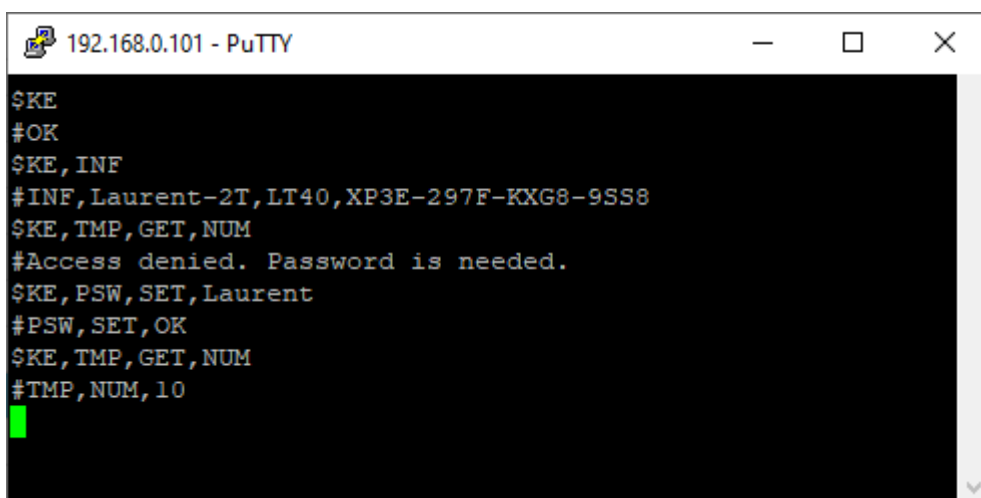 192.168.0.101 - PuTTY
$KE
#OK
$KE,INF
#INF,Laurent-2T,LT40,XP3E-297F-KXG8-9SS8
$KE,TMP,GET,NUM
#Access denied. Password is needed.
$KE,PSW,SET,Laurent
#PSW,SET,OK
$KE,TMP,GET,NUM
#TMP,NUM,10